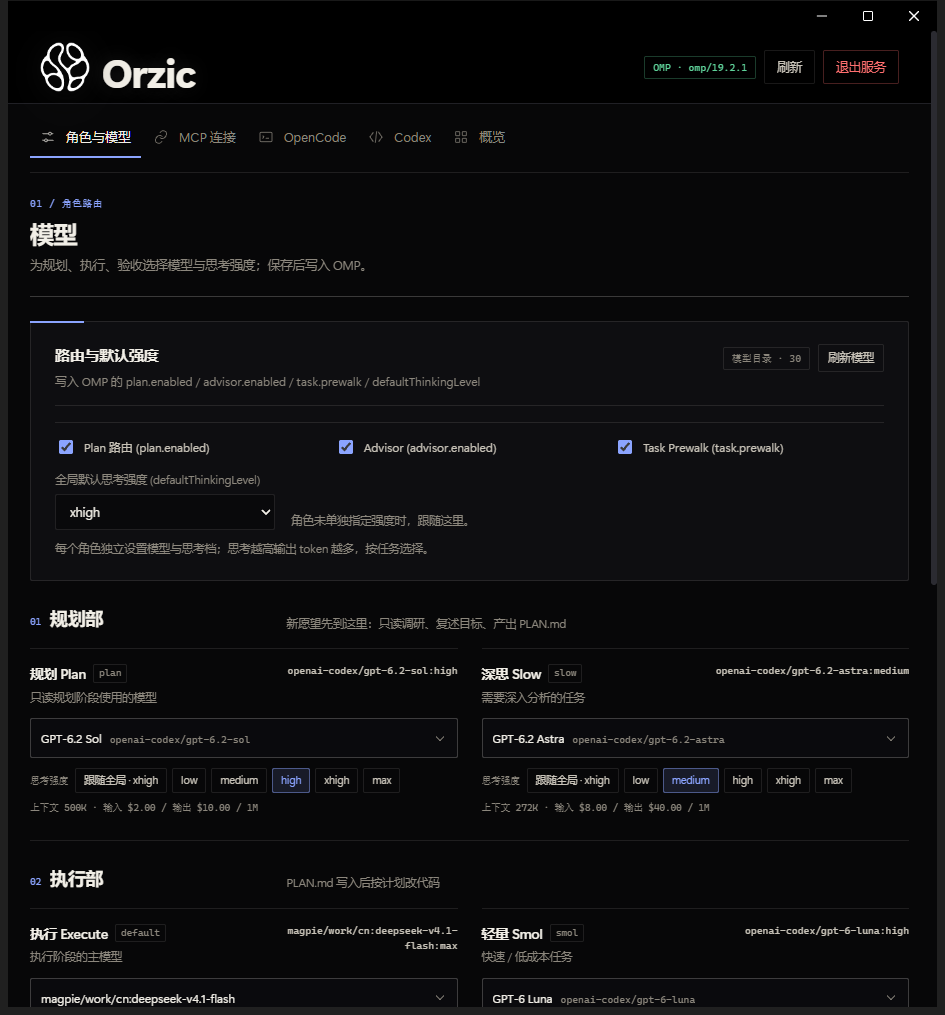 Orzic
OMP · omp/19.2.1
刷新
退出服务
角色与模型
MCP 连接
OpenCode
Codex
概览
01 / 角色路由
模型
为规划、执行、验收选择模型与思考强度；保存后写入 OMP。
路由与默认强度
模型目录 · 30
刷新模型
写入 OMP 的 plan.enabled / advisor.enabled / task.prewalk / defaultThinkingLevel
Plan 路由 (plan.enabled)
Advisor (advisor.enabled)
Task Prewalk (task.prewalk)
全局默认思考强度 (defaultThinkingLevel)
xhigh
角色未单独指定强度时，跟随这里。
每个角色独立设置模型与思考档；思考越高输出 token 越多，按任务选择。
01 规划部
新愿望先到这里：只读调研、复述目标、产出 PLAN.md
规划 Plan plan
openai-codex/gpt-6.2-sol:high
只读规划阶段使用的模型
GPT-6.2 Sol openai-codex/gpt-6.2-sol
思考强度 跟随全局 · xhigh low medium high xhigh max
上下文 500K · 输入 $2.00 / 输出 $10.00 / 1M
深思 Slow slow
openai-codex/gpt-6.2-astra:medium
需要深入分析的任务
GPT-6.2 Astra openai-codex/gpt-6.2-astra
思考强度 跟随全局 · xhigh low medium high xhigh max
上下文 272K · 输入 $8.00 / 输出 $40.00 / 1M
02 执行部
PLAN.md 写入后按计划改代码
执行 Execute default
magpie/work/cn:deepseek-v4.1-
flash:max
执行阶段的主模型
magpie/work/cn:deepseek-v4.1-flash
轻量 Smol smol
openai-codex/gpt-6-luna:high
快速 / 低成本任务
GPT-6 Luna openai-codex/gpt-6-luna